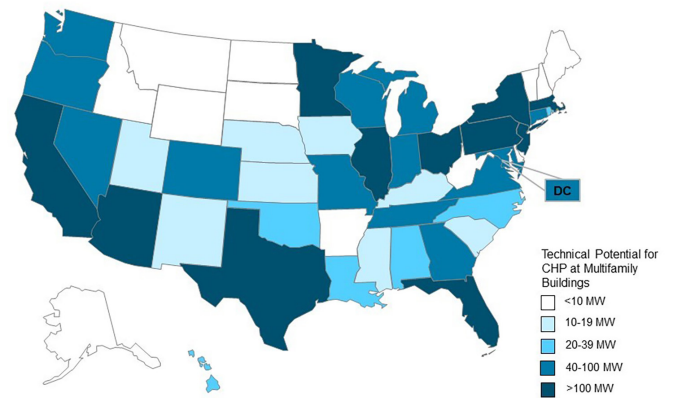 DC
Technical Potential for
CHP at Multifamily
Buildings
<10 MW
10-19 MW
20-39 MW
40-100 MW
>100 MW